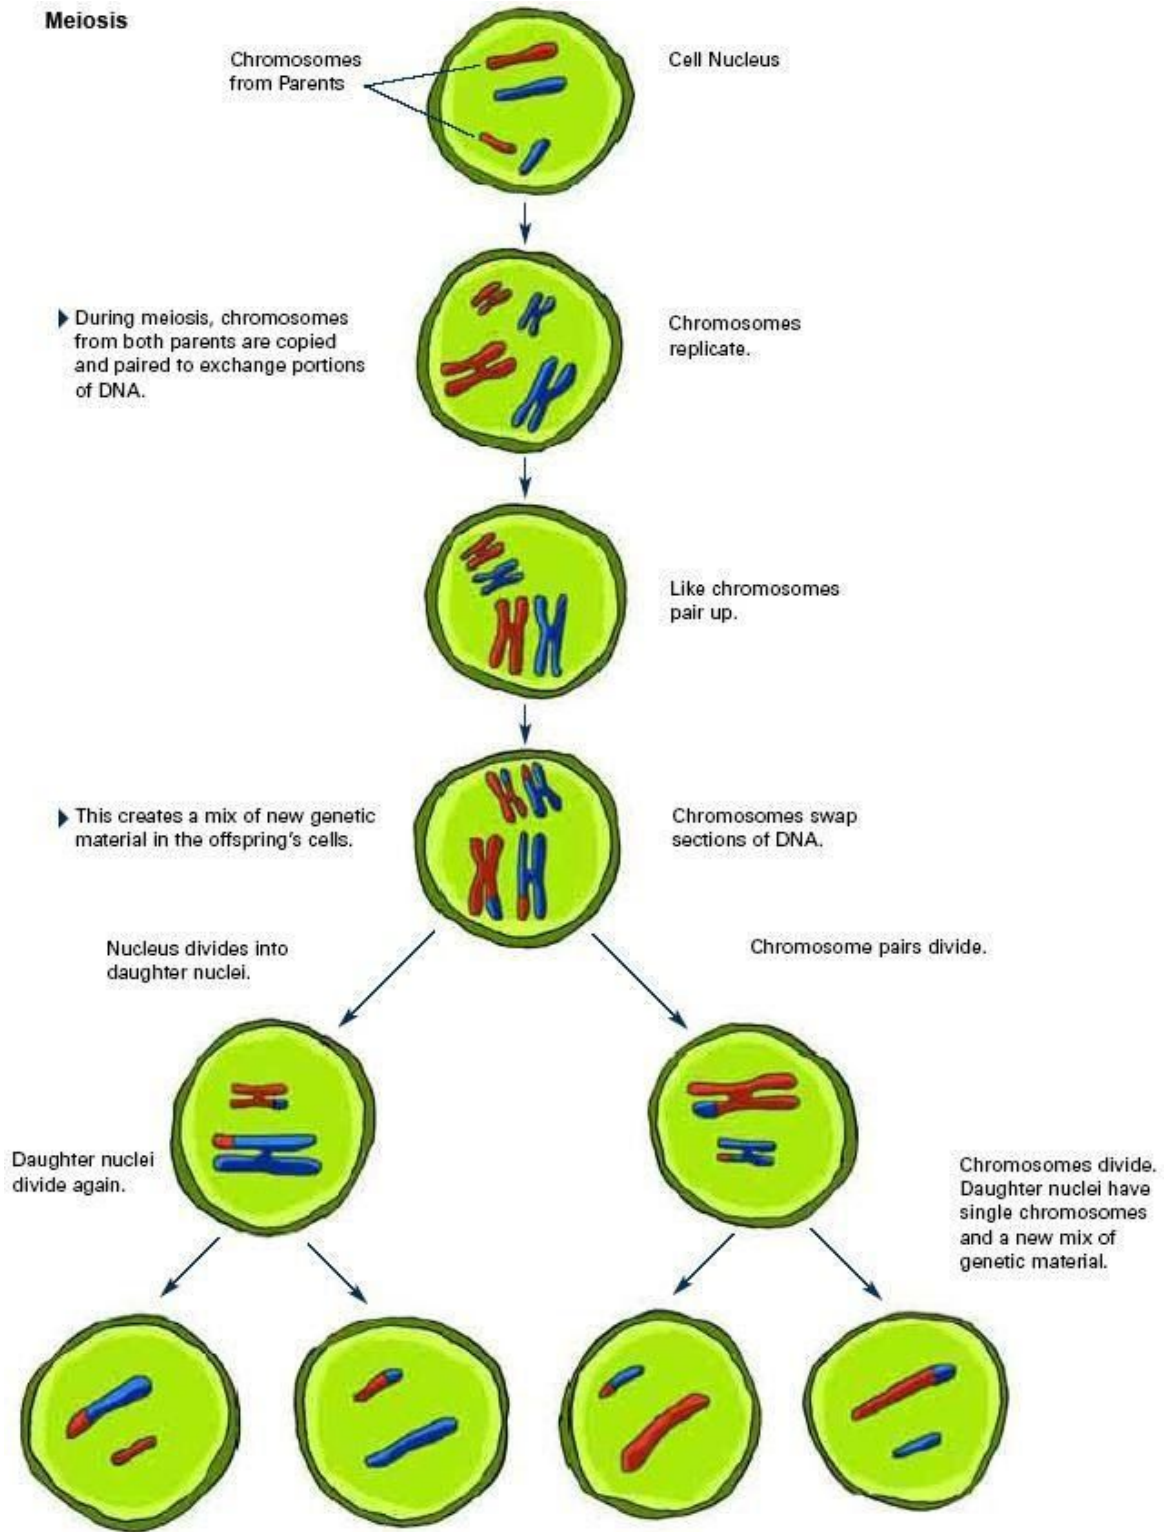 Meiosis
Chromosomes
from Parents
Cell Nucleus
During meiosis, chromosomes
from both parents are copied
and paired to exchange portions
of DNA.
Chromosomes
replicate.
Like chromosomes
pair up.
This creates a mix of new genetic
material in the offspring's cells.
Chromosomes swap
sections of DNA.
Nucleus divides into
daughter nuclei.
Chromosome pairs divide.
Daughter nuclei
divide again.
Chromosomes divide.
Daughter nuclei have
single chromosomes
and a new mix of
genetic material.